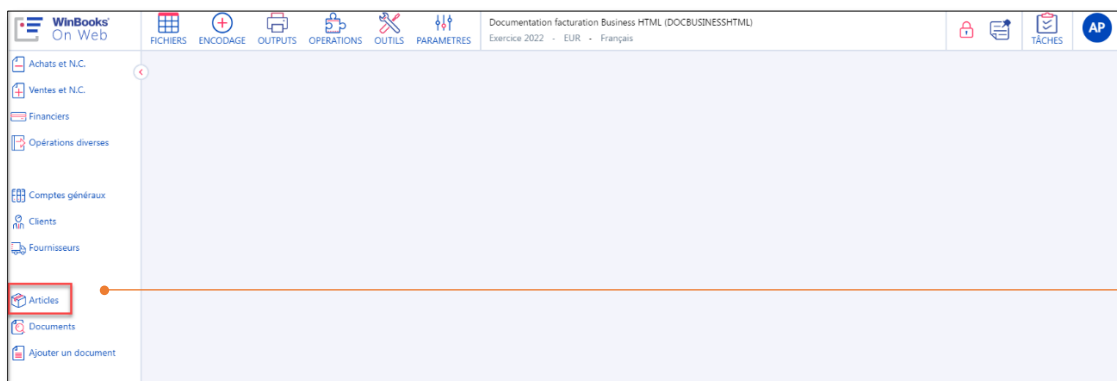 WinBooks
On Web
FICHIERS ENCODAGE OUTPUTS OPERATIONS OUTILS PARAMETRES
Documentation facturation Business HTML (DOCBUSINESSHTML)
Exercice 2022 - EUR - Français
TÂCHES
AP
Achats et N.C.
Ventes et N.C.
Financiers
Opérations diverses
Comptes généraux
Clients
Fournisseurs
Articles
Documents
Ajouter un document